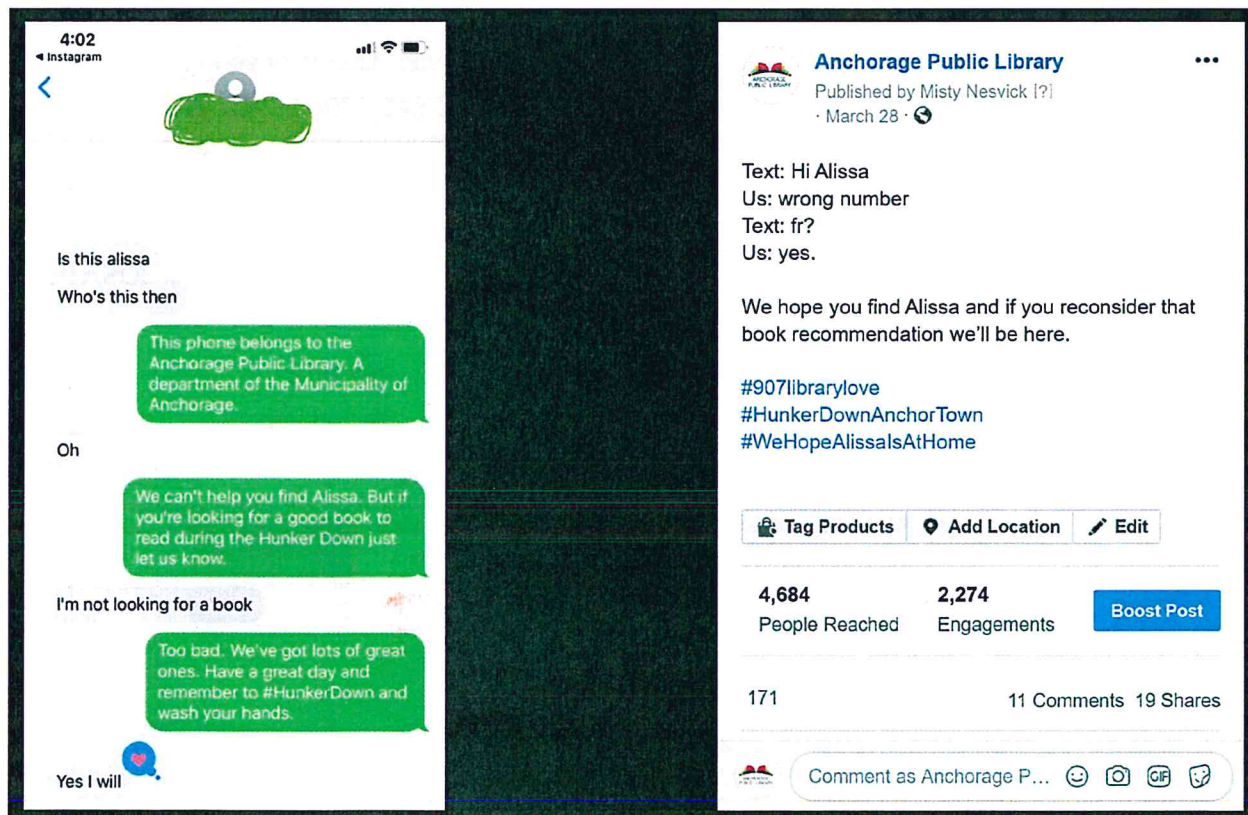 4:02
Instagram
Is this alissa
Who's this then
This phone belongs to the
Anchorage Public Library. A
department of the Municipality of
Anchorage.
Oh
We can't help you find Alissa. But if
you're looking for a good book to
read during the Hunker Down just
let us know.
I'm not looking for a book
Too bad. We've got lots of great
ones. Have a great day and
remember to #HunkerDown and
wash your hands.
Yes I will
ANCHORAGE
PUBLIC LIBRARY
Anchorage Public Library
Published by Misty Nesvick [?]
· March 28 ·
Text: Hi Alissa
Us: wrong number
Text: fr?
Us: yes.
We hope you find Alissa and if you reconsider that
book recommendation we'll be here.
#907librarylove
#HunkerDownAnchorTown
#WeHopeAlissaIsAtHome
Tag Products Add Location Edit
4,684 2,274
People Reached Engagements Boost Post
171 11 Comments 19 Shares
ANCHORAGE
PUBLIC LIBRARY
Comment as Anchorage P... GIF